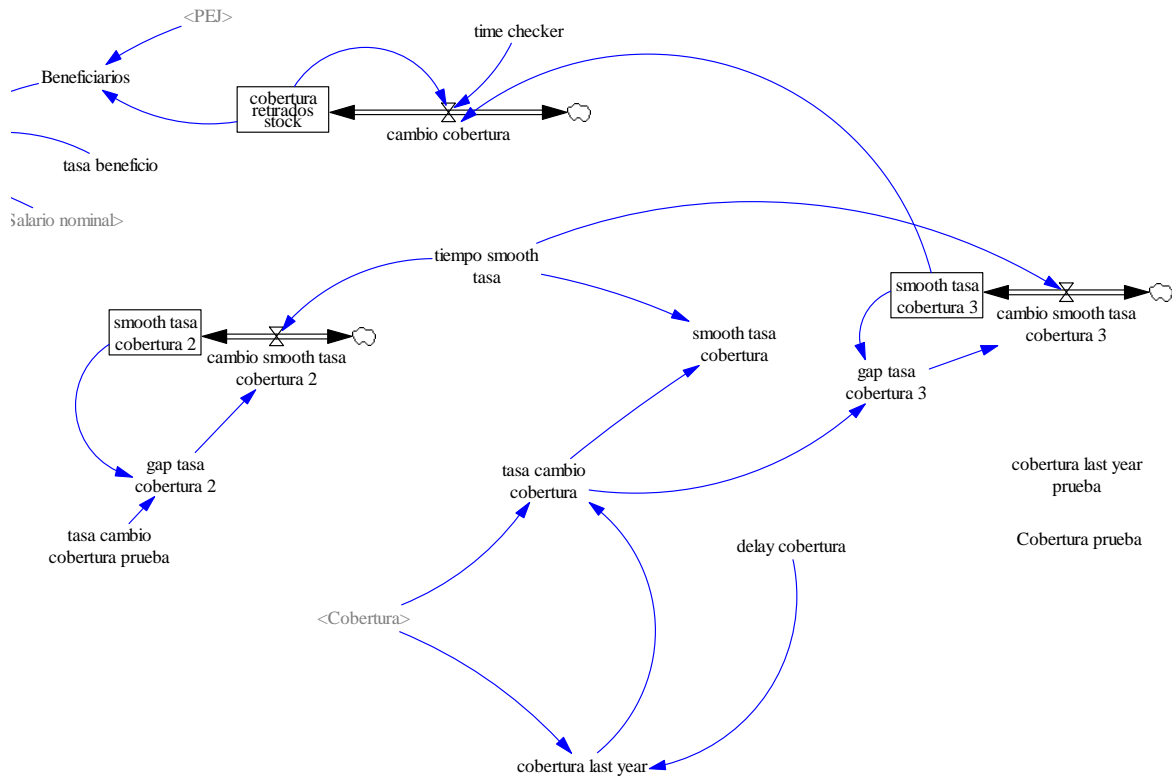 <PEJ>
time checker
Beneficiarios
cobertura
retirados
stock
cambio cobertura
tasa beneficio
Salario nominal>
tiempo smooth
tasa
smooth tasa
cobertura 3
cambio smooth tasa
cobertura 3
smooth tasa
cobertura 2
cambio smooth tasa
cobertura 2
smooth tasa
cobertura
gap tasa
cobertura 3
gap tasa
cobertura 2
tasa cambio
cobertura
cobertura last year
prueba
tasa cambio
cobertura prueba
delay cobertura
Cobertura prueba
<Cobertura>
cobertura last year